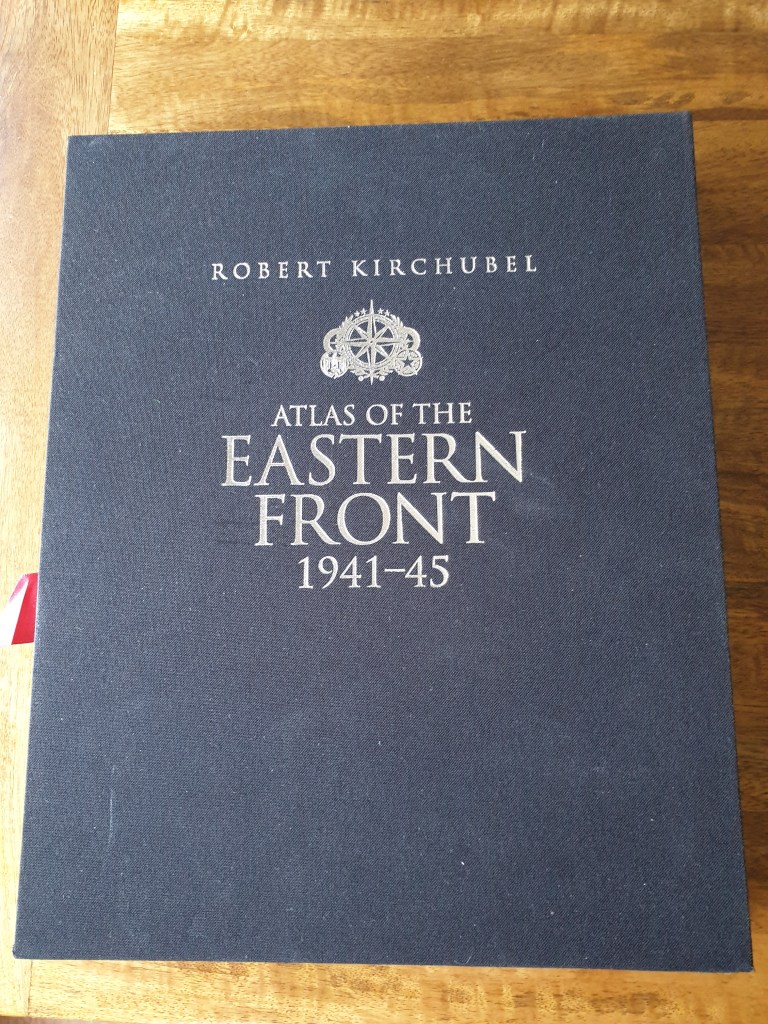 ROBERT KIRCHUBEL
ATLAS OF THE
EASTERN
FRONT
1941–45